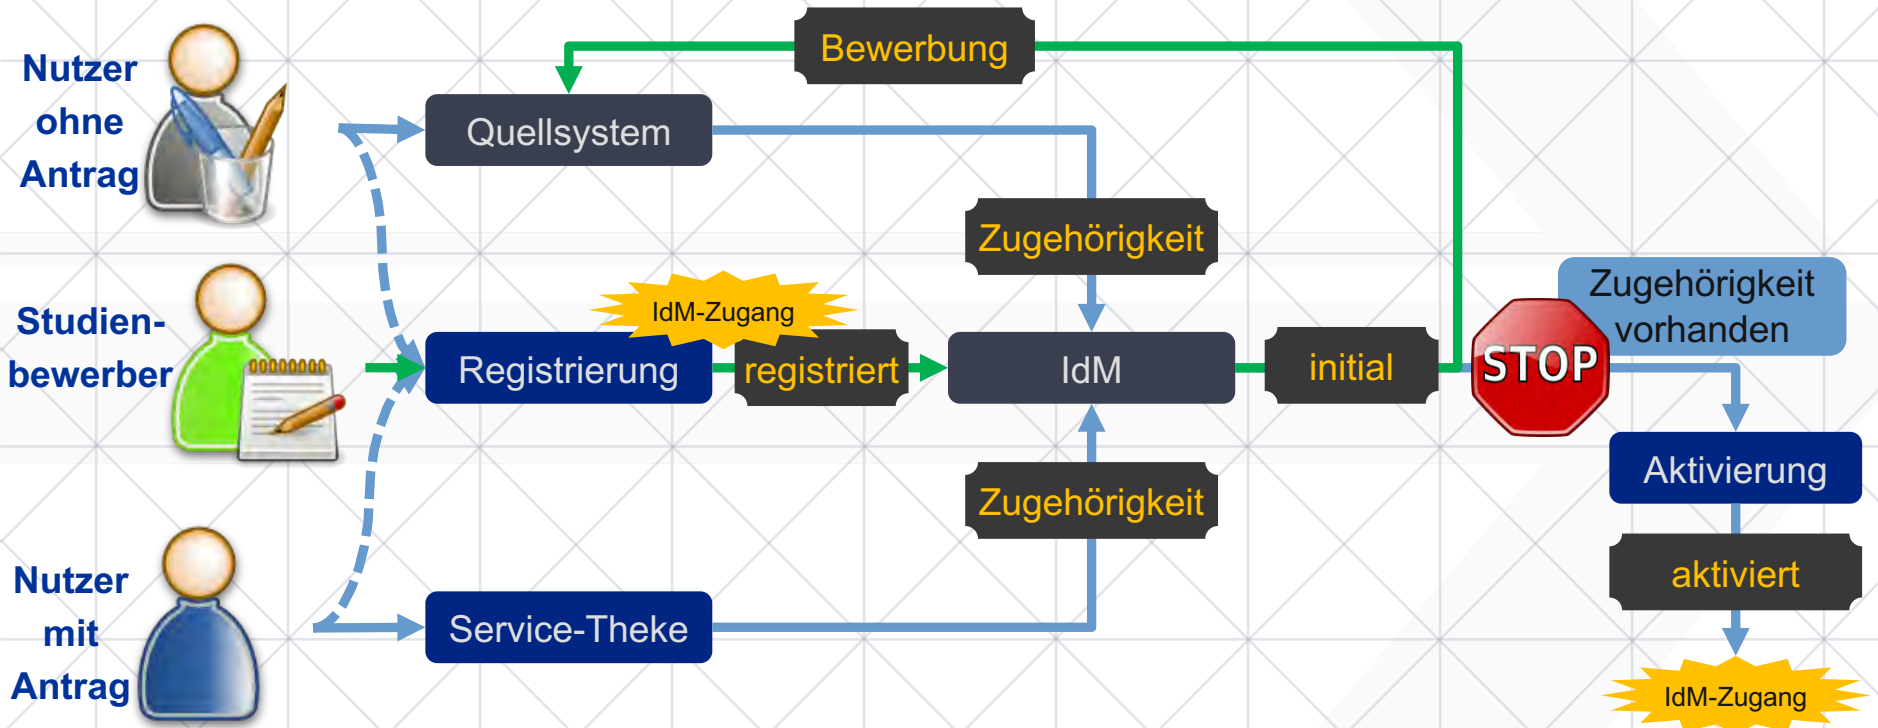 Nutzer
ohne
Antrag
Bewerbung
Quellsystem
Zugehörigkeit
Studien-
bewerber
IdM-Zugang
Registrierung
registriert
IdM
initial
STOP
Zugehörigkeit
vorhanden
Aktivierung
aktiviert
IdM-Zugang
Zugehörigkeit
Nutzer
mit
Antrag
Service-Theke